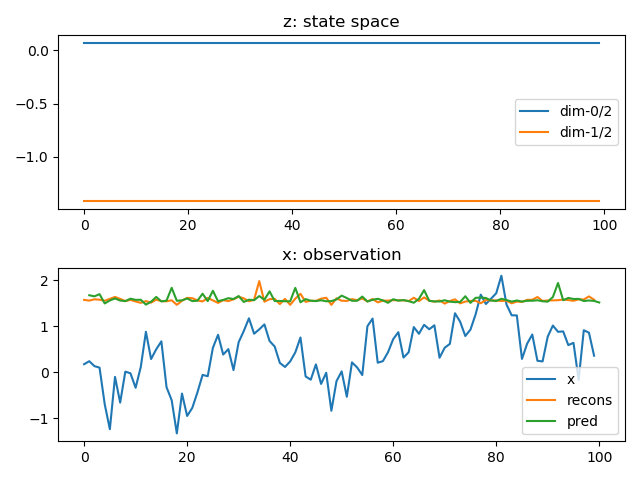 z: state space
0.0
−0.5
−1.0
dim-0/2
dim-1/2
0 20 40 60 80 100
x: observation
2
1
0
−1
x
recons
pred
0 20 40 60 80 100